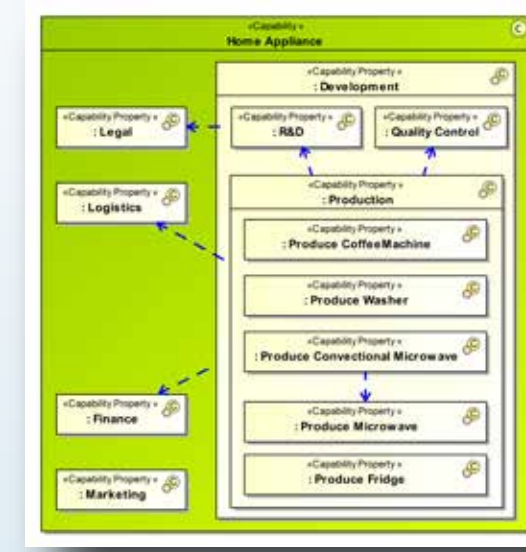 «Capability»
Home Appliance
«Capability Property»
: Development
«Capability Property»
: Legal
«Capability Property»
: R&D
«Capability Property»
: Quality Control
«Capability Property»
: Logistics
«Capability Property»
: Production
«Capability Property»
: Produce CoffeeMachine
«Capability Property»
: Produce Washer
«Capability Property»
: Produce Convectional Microwave
«Capability Property»
: Finance
«Capability Property»
: Produce Microwave
«Capability Property»
: Marketing
«Capability Property»
: Produce Fridge